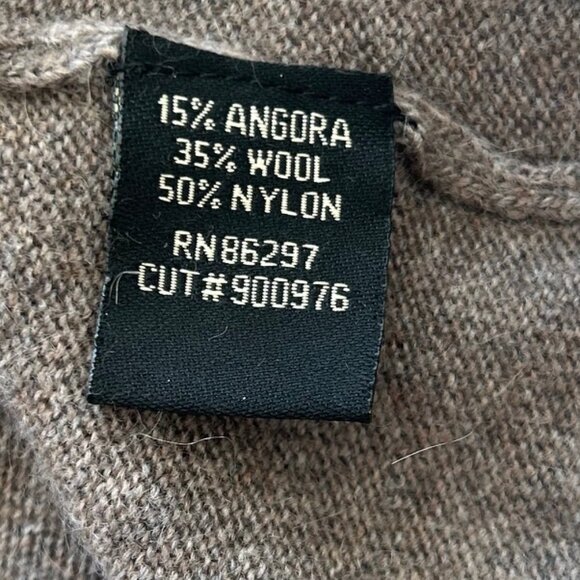 15% ANGORA
35% WOOL
50% NYLON
RN86297
CUT#900976